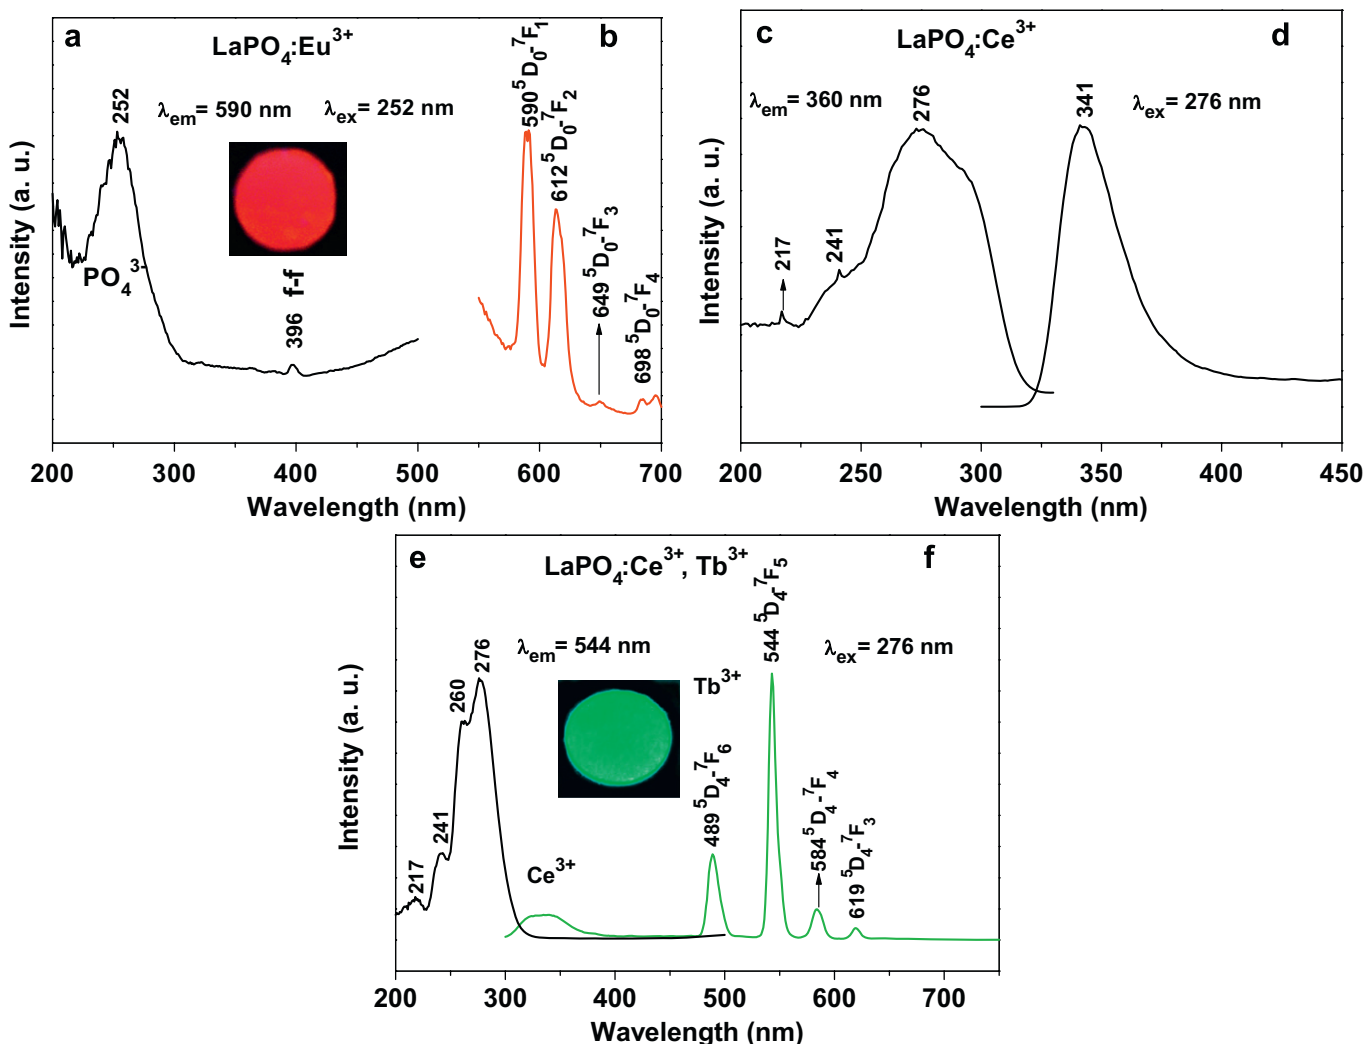 a
b
LaPO₄:Eu³⁺
252
λem= 590 nm
λex= 252 nm
590 ⁵D₀-⁷F₁
612 ⁵D₀-⁷F₂
649 ⁵D₀-⁷F₃
698 ⁵D₀-⁷F₄
PO₄³⁻
396 f-f
Intensity (a. u.)
200 300 400 500 600 700
Wavelength (nm)
c
d
LaPO₄:Ce³⁺
λem= 360 nm
276
341
λex= 276 nm
217
241
Intensity (a. u.)
200 250 300 350 400 450
Wavelength (nm)
e
f
LaPO₄:Ce³⁺, Tb³⁺
λem= 544 nm
λex= 276 nm
217
241
260
276
Ce³⁺
Tb³⁺
489 ⁵D₄-⁷F₆
544 ⁵D₄-⁷F₅
584 ⁵D₄-⁷F₄
619 ⁵D₄-⁷F₃
Intensity (a. u.)
200 300 400 500 600 700
Wavelength (nm)